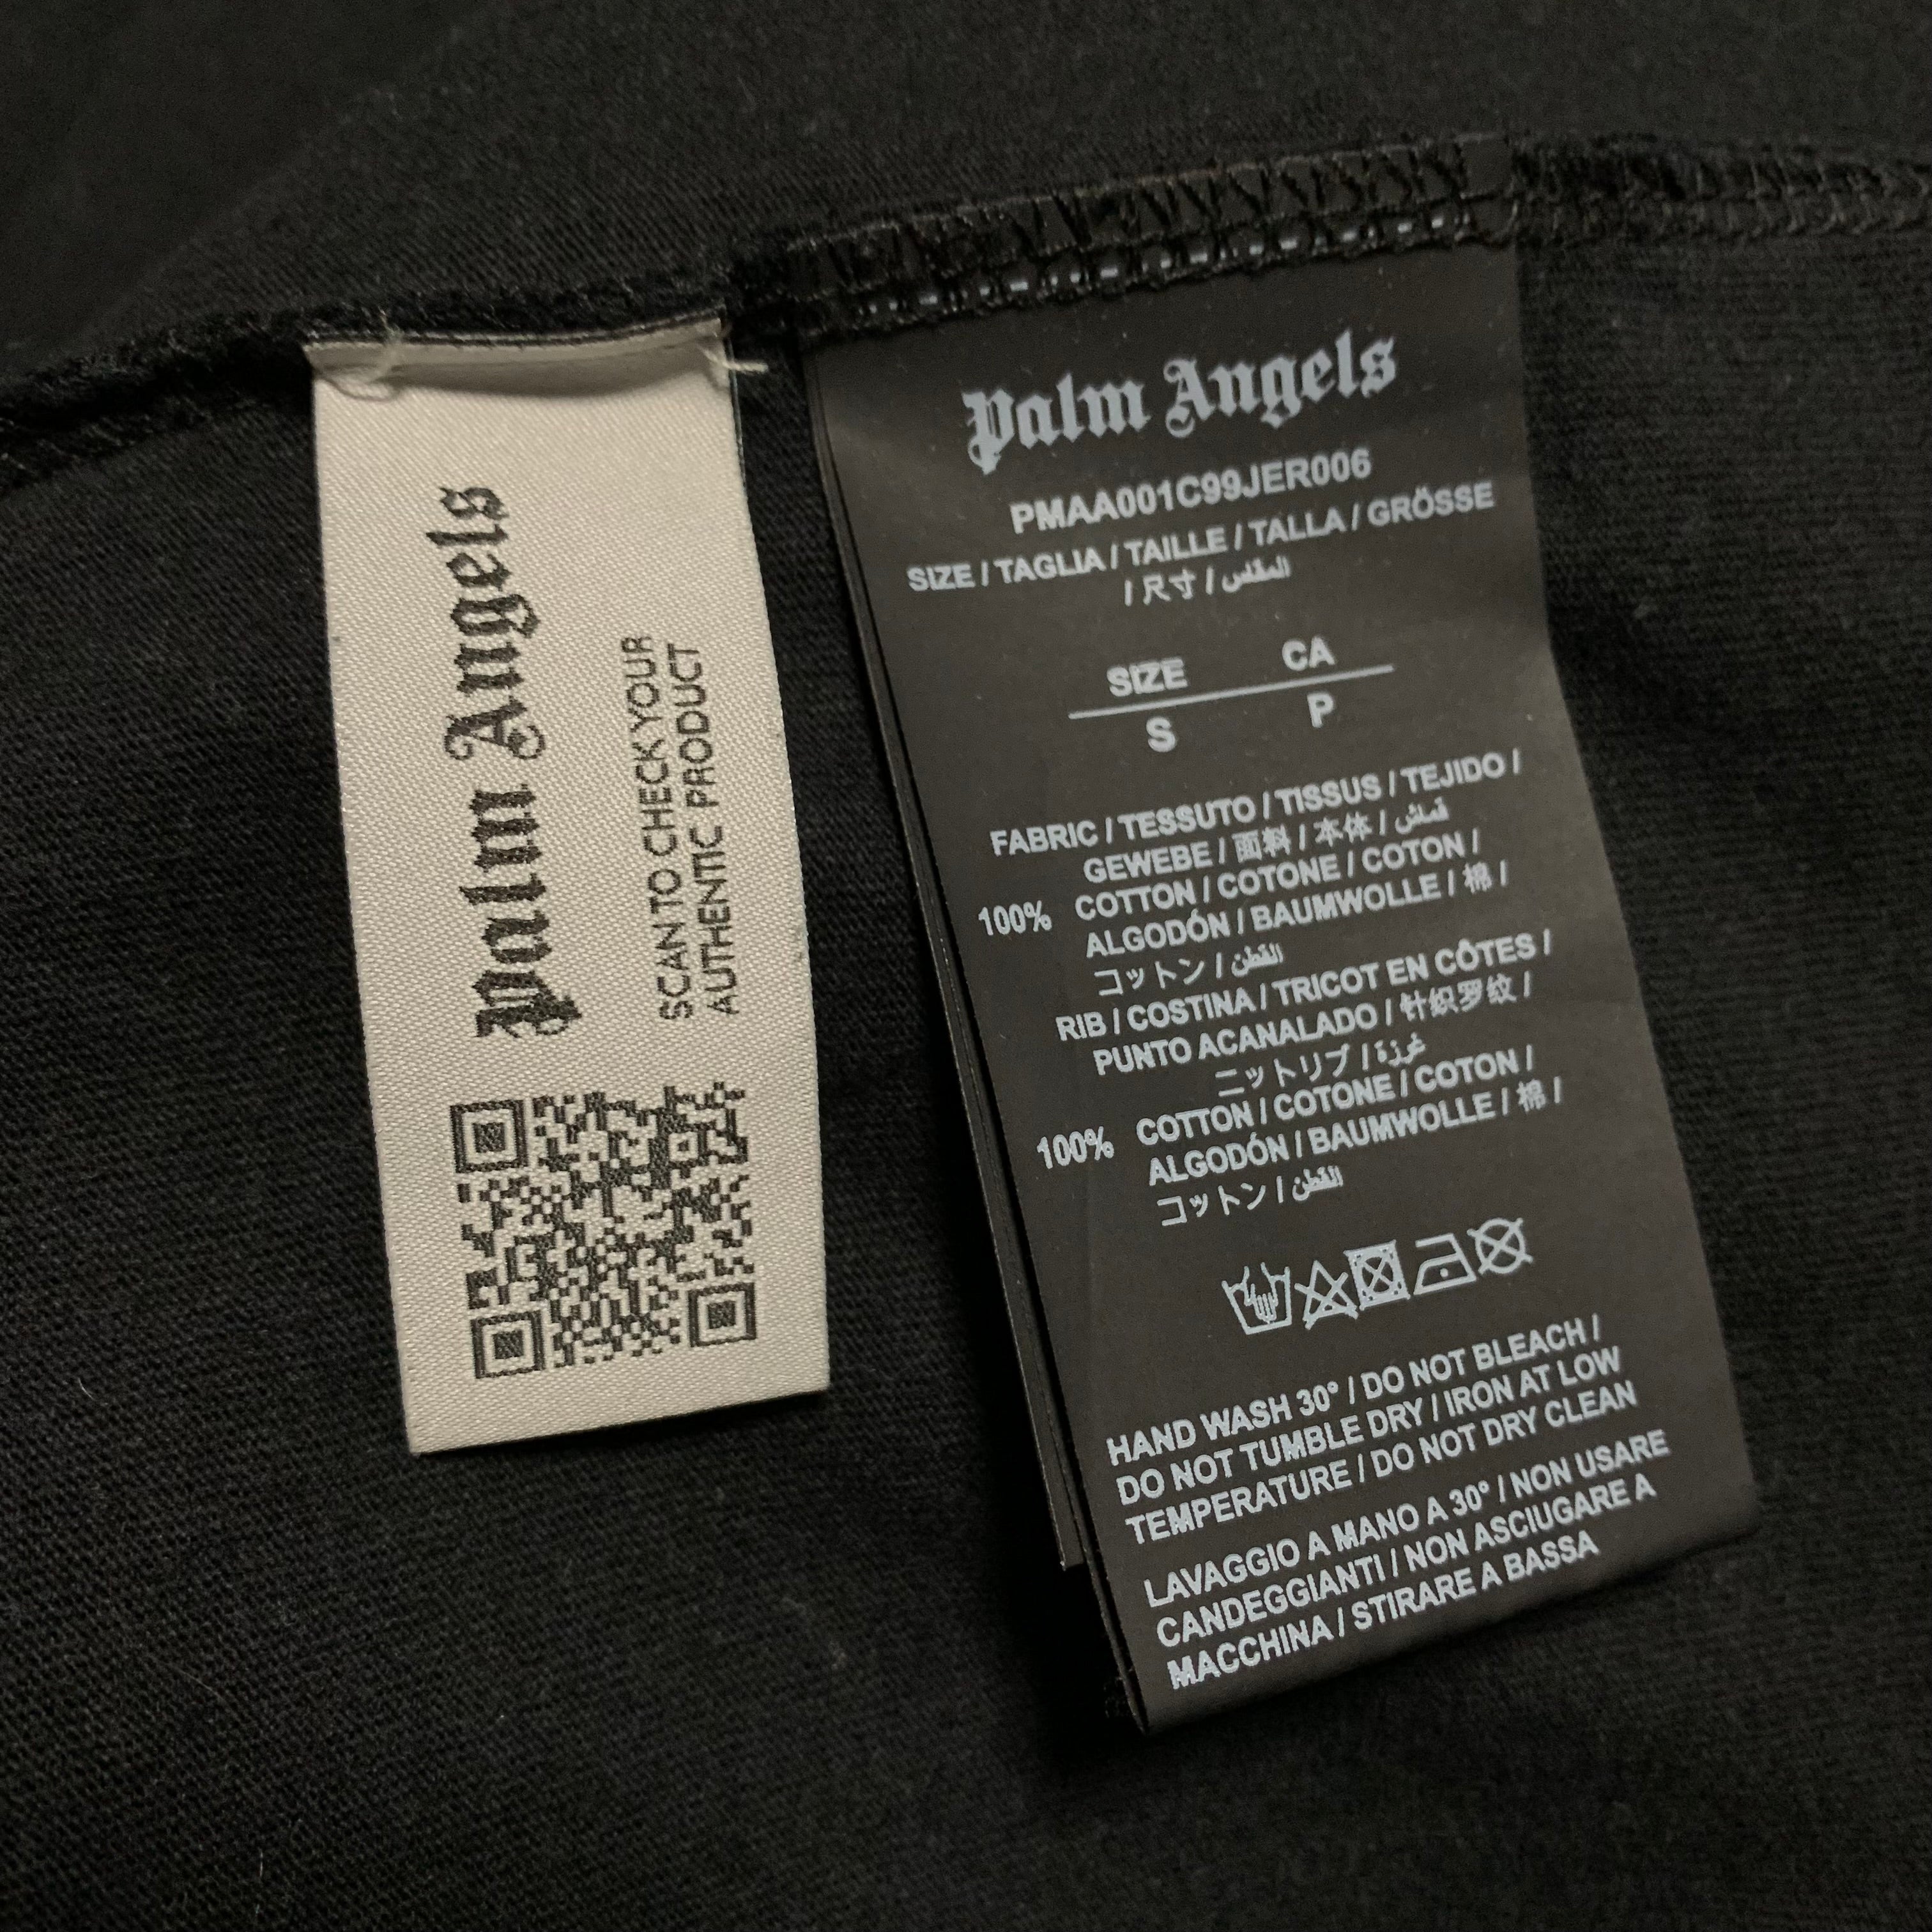 Palm Angels
SCAN TO CHECK YOUR
AUTHENTIC PRODUCT
Palm Angels
PMAA001C99JER006
SIZE / TAGLIA / TAILLE / TALLA / GRÖSSE
/ 尺寸 / المقاس
SIZE CA
S P
FABRIC / TESSUTO / TISSUS / TEJIDO /
GEWEBE / 面料 / 本体 / قماش
100% COTTON / COTONE / COTON /
ALGODÓN / BAUMWOLLE / 棉 /
コットン / القطن
RIB / COSTINA / TRICOT EN CÔTES /
PUNTO ACANALADO / 针织罗纹 /
ニットリブ / غرزة
100% COTTON / COTONE / COTON /
ALGODÓN / BAUMWOLLE / 棉 /
コットン / القطن
HAND WASH 30° / DO NOT BLEACH /
DO NOT TUMBLE DRY / IRON AT LOW
TEMPERATURE / DO NOT DRY CLEAN
LAVAGGIO A MANO A 30° / NON USARE
CANDEGGIANTI / NON ASCIUGARE A
MACCHINA / STIRARE A BASSA